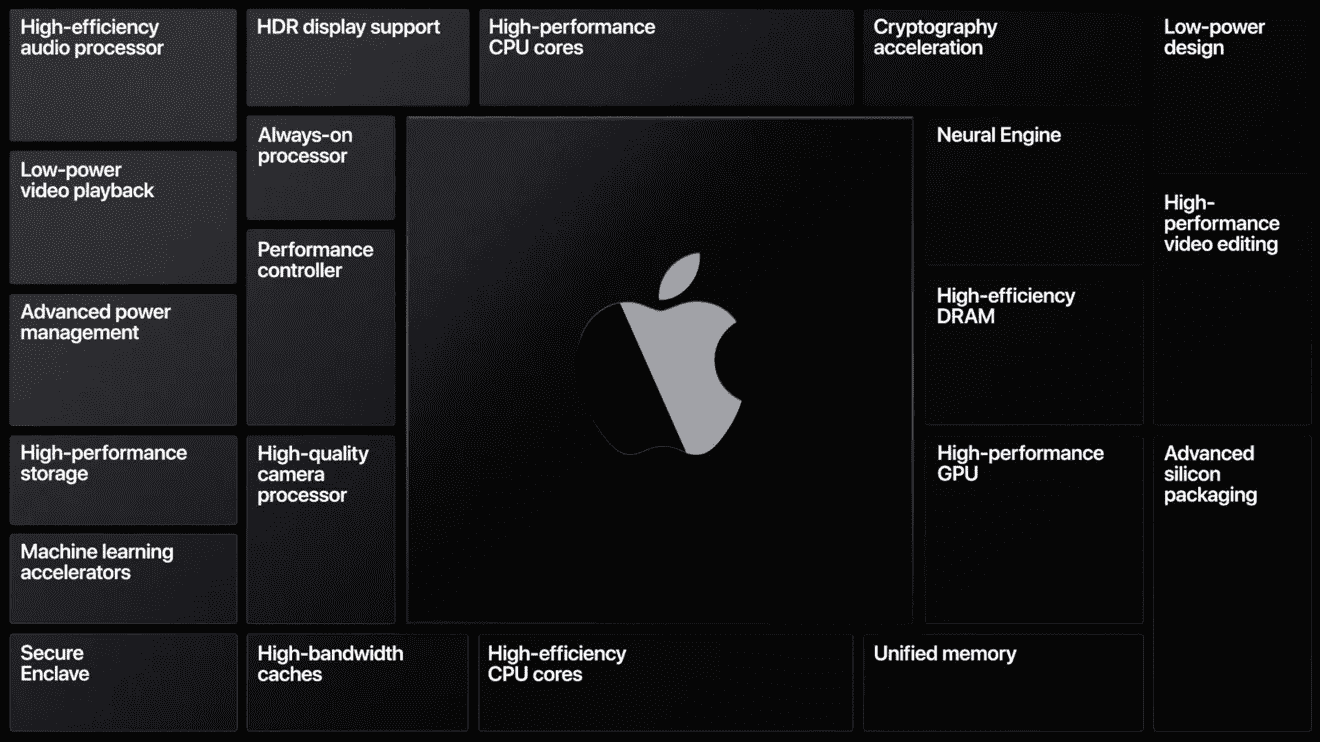 High-efficiency
audio processor
HDR display support
High-performance
CPU cores
Cryptography
acceleration
Low-power
design
Always-on
processor
Neural Engine
Low-power
video playback
High-
performance
video editing
Performance
controller
High-efficiency
DRAM
Advanced power
management
High-performance
storage
High-quality
camera
processor
High-performance
GPU
Advanced
silicon
packaging
Machine learning
accelerators
Secure
Enclave
High-bandwidth
caches
High-efficiency
CPU cores
Unified memory